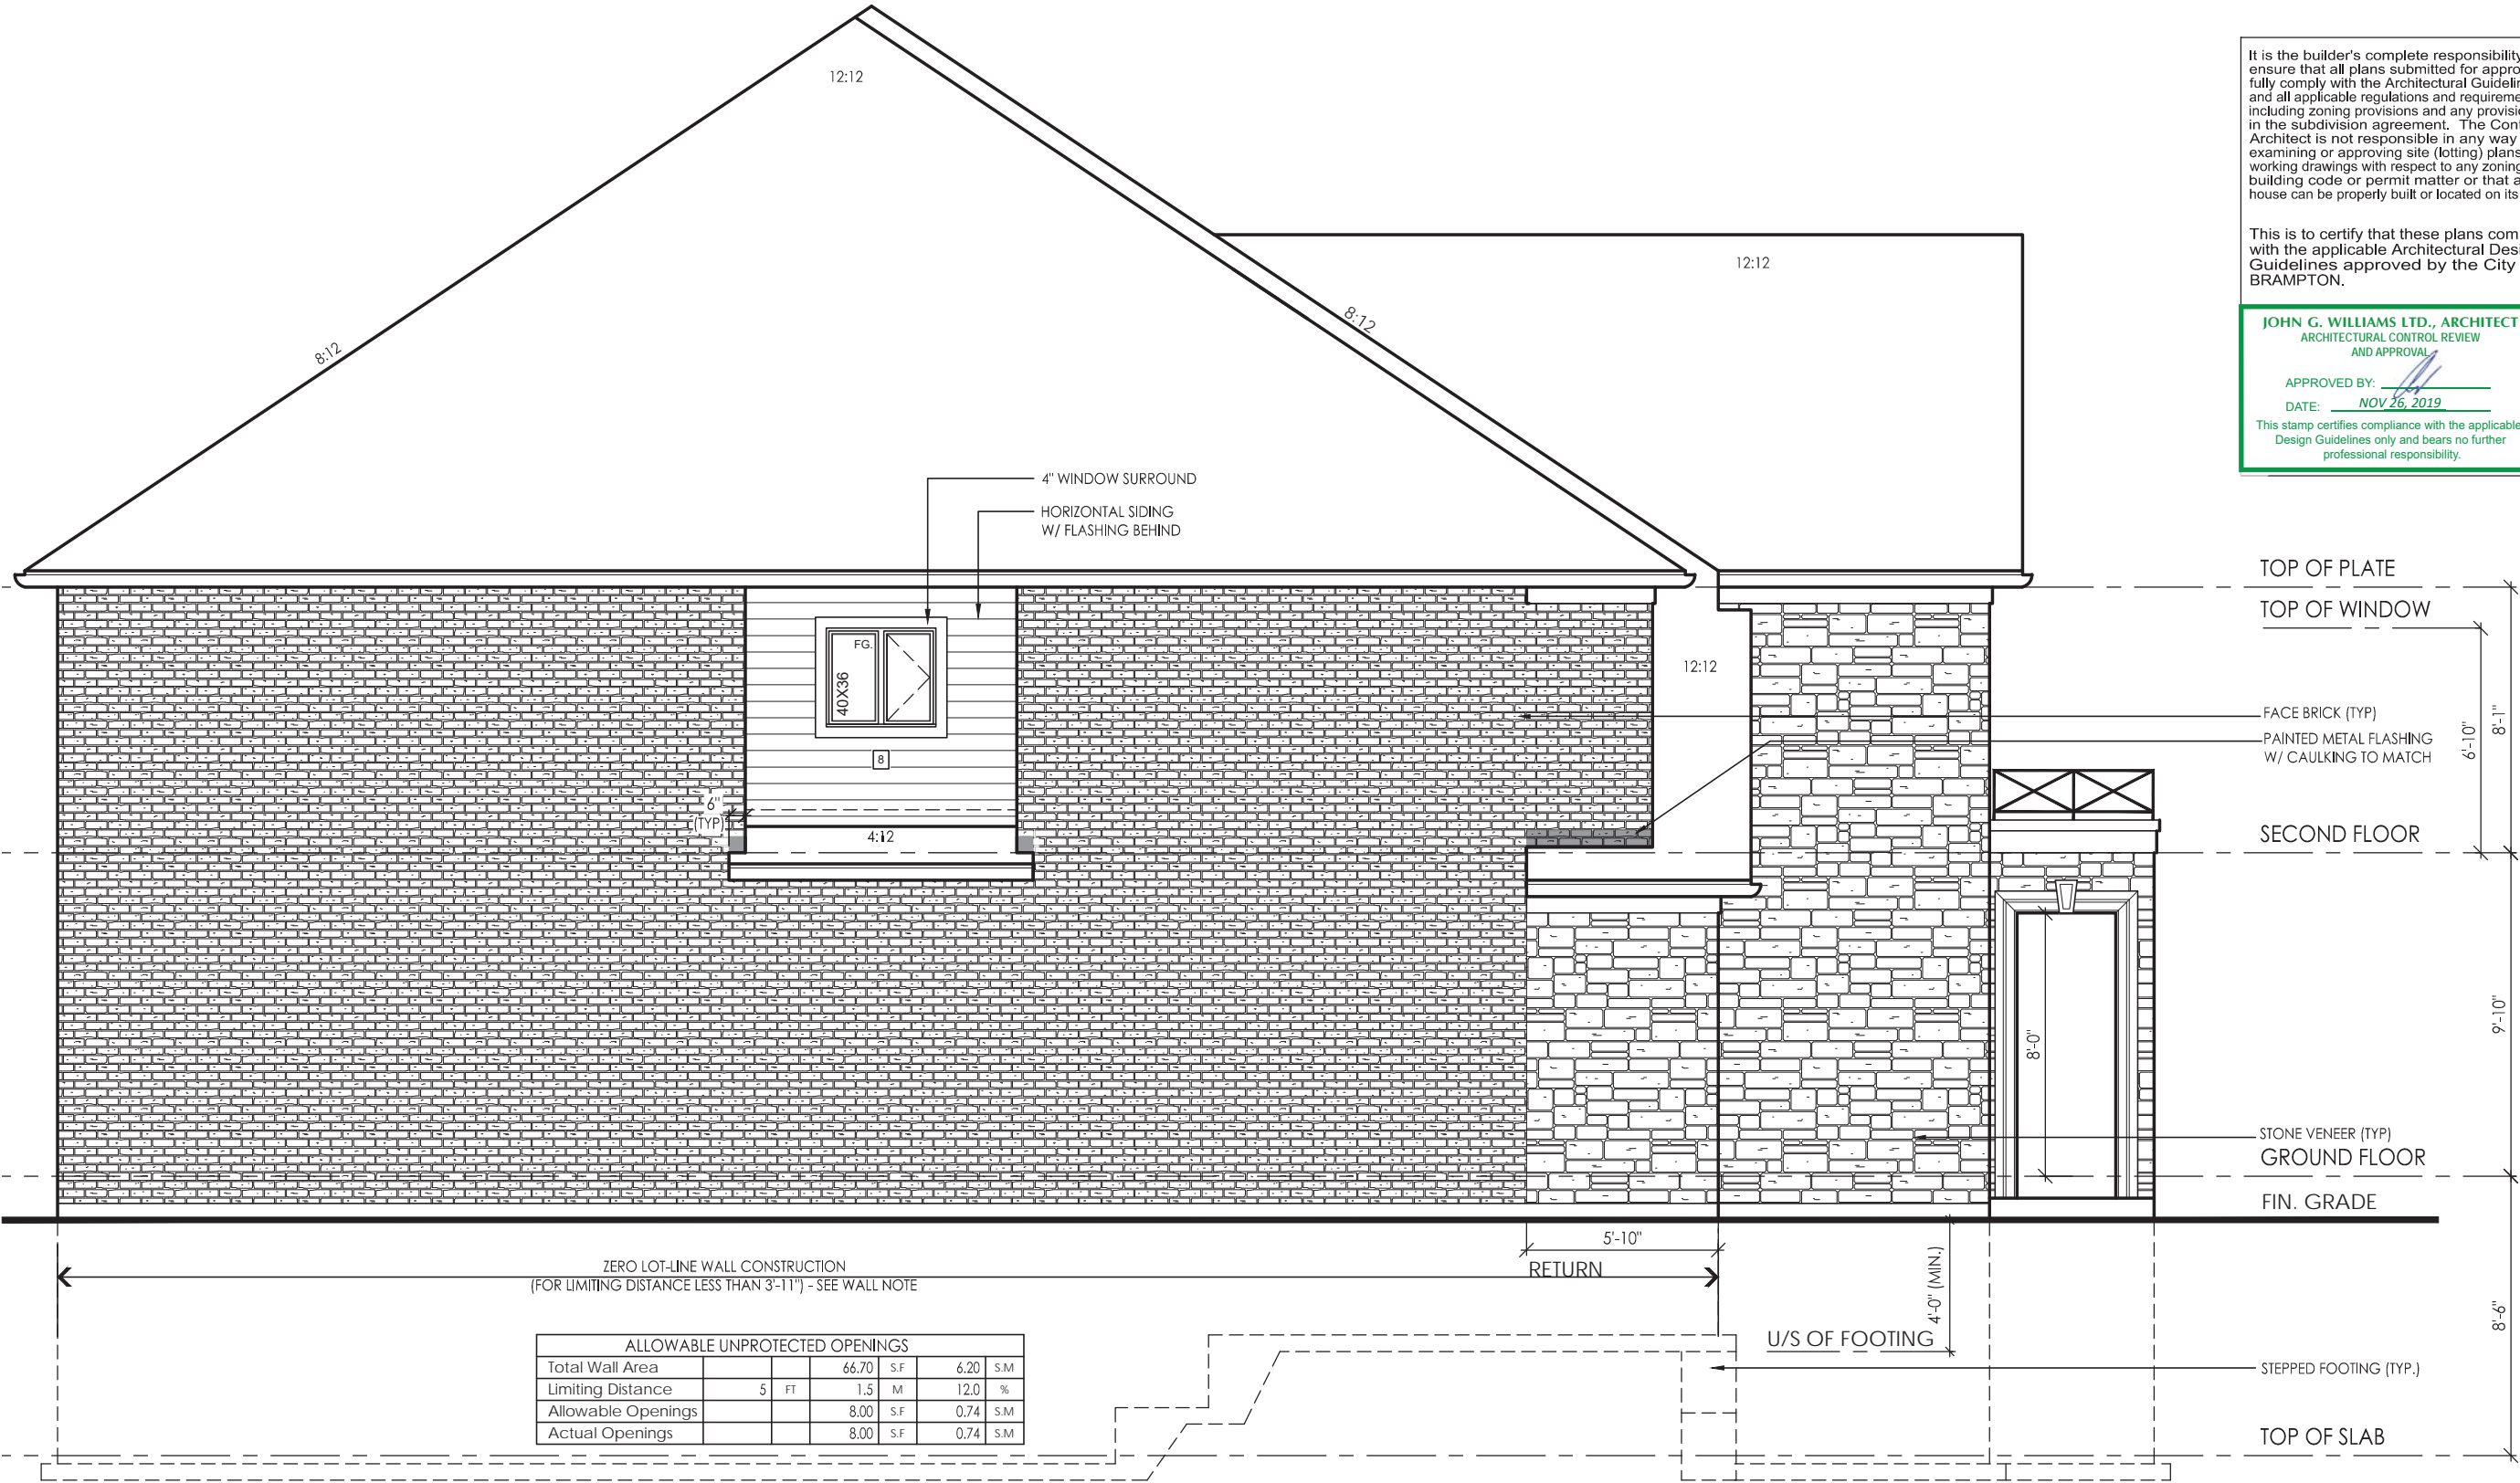 It is the builder's complete responsibility
ensure that all plans submitted for appro
fully comply with the Architectural Guidelin
and all applicable regulations and requireme
including zoning provisions and any provisi
in the subdivision agreement. The Con
Architect is not responsible in any way
examining or approving site (lotting) plans
working drawings with respect to any zoning
building code or permit matter or that a
house can be properly built or located on its
This is to certify that these plans com
with the applicable Architectural Desi
Guidelines approved by the City
BRAMPTON.
JOHN G. WILLIAMS LTD., ARCHITECT
ARCHITECTURAL CONTROL REVIEW
AND APPROVAL
APPROVED BY:
DATE: NOV 26, 2019
This stamp certifies compliance with the applicable
Design Guidelines only and bears no further
professional responsibility.
12:12
12:12
8:12
8:12
4" WINDOW SURROUND
HORIZONTAL SIDING
W/ FLASHING BEHIND
TOP OF PLATE
TOP OF WINDOW
FG.
40X36
8
12:12
FACE BRICK (TYP)
PAINTED METAL FLASHING
W/ CAULKING TO MATCH
6'-10"
8'-1"
6"
(TYP)
4:12
SECOND FLOOR
9'-10"
8'-0"
STONE VENEER (TYP)
GROUND FLOOR
FIN. GRADE
5'-10"
RETURN
ZERO LOT-LINE WALL CONSTRUCTION
(FOR LIMITING DISTANCE LESS THAN 3'-11") - SEE WALL NOTE
4'-0" (MIN.)
8'-6"
U/S OF FOOTING
STEPPED FOOTING (TYP.)
TOP OF SLAB
ALLOWABLE UNPROTECTED OPENINGS
Total Wall Area 66.70 S.F 6.20 S.M
Limiting Distance 5 FT 1.5 M 12.0 %
Allowable Openings 8.00 S.F 0.74 S.M
Actual Openings 8.00 S.F 0.74 S.M